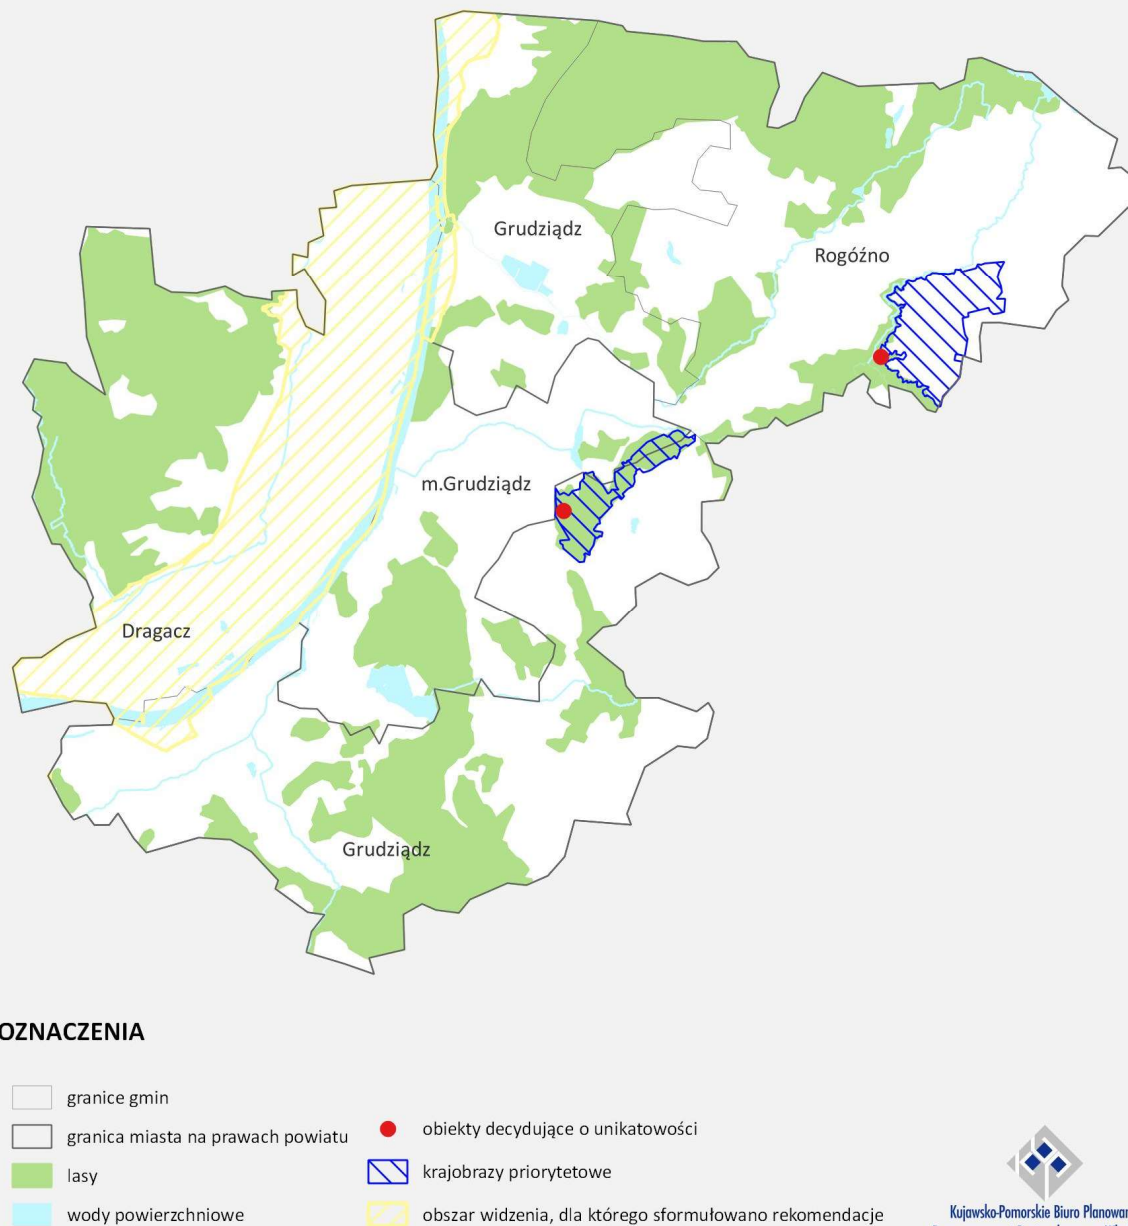 Grudziądz
Rogóźno
m.Grudziądz
Dragacz
Grudziądz
OZNACZENIA
granice gmin
granica miasta na prawach powiatu
lasy
wody powierzchniowe
obiekty decydujące o unikatowości
krajobrazy priorytetowe
obszar widzenia, dla którego sformułowano rekomendacje
Kujawsko-Pomorskie Biuro Planowan